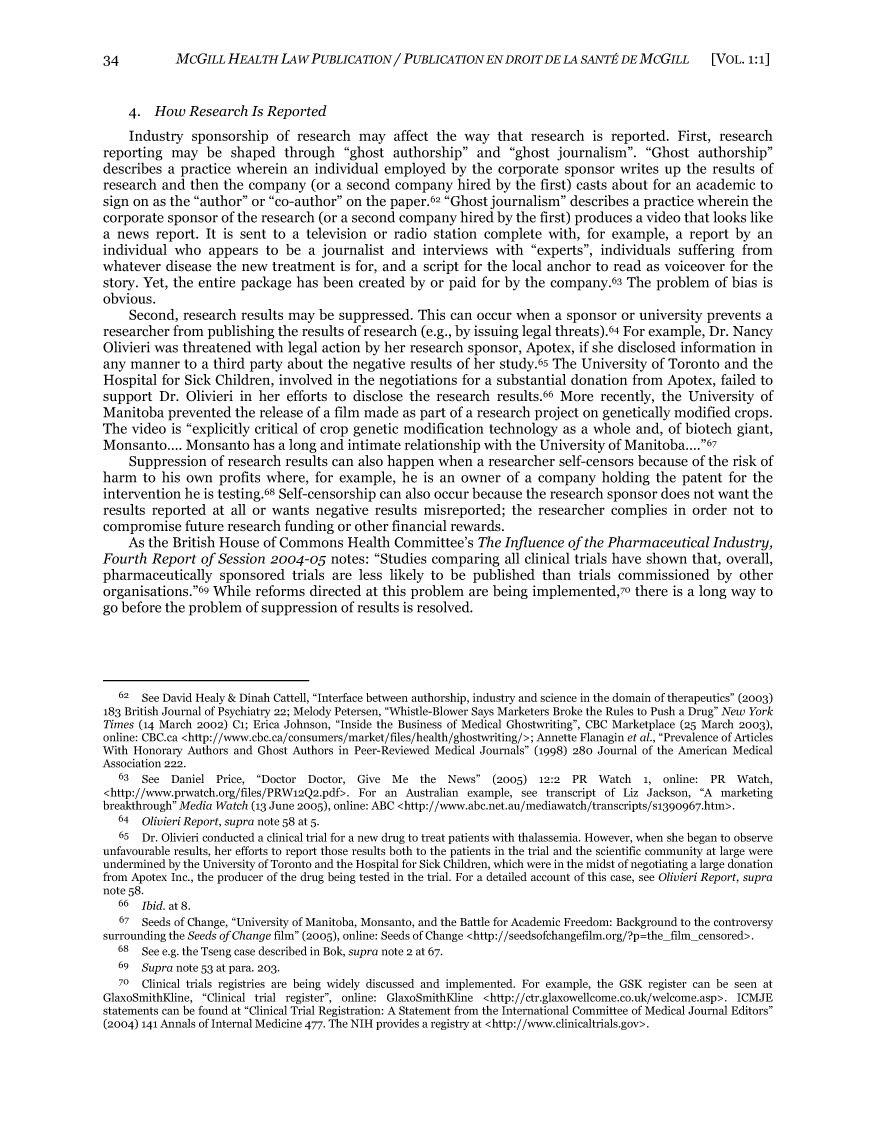 34 MCGILL HEALTH LAW PUBLICATION / PUBLICATION EN DROIT DE LA SANTÉ DE MCGILL [VOL. 1:1]
4. How Research Is Reported
Industry sponsorship of research may affect the way that research is reported. First, research
reporting may be shaped through “ghost authorship” and “ghost journalism”. “Ghost authorship”
describes a practice wherein an individual employed by the corporate sponsor writes up the results of
research and then the company (or a second company hired by the first) casts about for an academic to
sign on as the “author” or “co-author” on the paper.62 “Ghost journalism” describes a practice wherein the
corporate sponsor of the research (or a second company hired by the first) produces a video that looks like
a news report. It is sent to a television or radio station complete with, for example, a report by an
individual who appears to be a journalist and interviews with “experts”, individuals suffering from
whatever disease the new treatment is for, and a script for the local anchor to read as voiceover for the
story. Yet, the entire package has been created by or paid for by the company.63 The problem of bias is
obvious.
Second, research results may be suppressed. This can occur when a sponsor or university prevents a
researcher from publishing the results of research (e.g., by issuing legal threats).64 For example, Dr. Nancy
Olivieri was threatened with legal action by her research sponsor, Apotex, if she disclosed information in
any manner to a third party about the negative results of her study.65 The University of Toronto and the
Hospital for Sick Children, involved in the negotiations for a substantial donation from Apotex, failed to
support Dr. Olivieri in her efforts to disclose the research results.66 More recently, the University of
Manitoba prevented the release of a film made as part of a research project on genetically modified crops.
The video is “explicitly critical of crop genetic modification technology as a whole and, of biotech giant,
Monsanto.... Monsanto has a long and intimate relationship with the University of Manitoba....”67
Suppression of research results can also happen when a researcher self-censors because of the risk of
harm to his own profits where, for example, he is an owner of a company holding the patent for the
intervention he is testing.68 Self-censorship can also occur because the research sponsor does not want the
results reported at all or wants negative results misreported; the researcher complies in order not to
compromise future research funding or other financial rewards.
As the British House of Commons Health Committee’s The Influence of the Pharmaceutical Industry,
Fourth Report of Session 2004-05 notes: “Studies comparing all clinical trials have shown that, overall,
pharmaceutically sponsored trials are less likely to be published than trials commissioned by other
organisations.”69 While reforms directed at this problem are being implemented,70 there is a long way to
go before the problem of suppression of results is resolved.
62 See David Healy & Dinah Cattell, “Interface between authorship, industry and science in the domain of therapeutics” (2003)
183 British Journal of Psychiatry 22; Melody Petersen, “Whistle-Blower Says Marketers Broke the Rules to Push a Drug” New York
Times (14 March 2002) C1; Erica Johnson, “Inside the Business of Medical Ghostwriting”, CBC Marketplace (25 March 2003),
online: CBC.ca <http://www.cbc.ca/consumers/market/files/health/ghostwriting/>; Annette Flanagin et al., “Prevalence of Articles
With Honorary Authors and Ghost Authors in Peer-Reviewed Medical Journals” (1998) 280 Journal of the American Medical
Association 222.
63 See Daniel Price, “Doctor Doctor, Give Me the News” (2005) 12:2 PR Watch 1, online: PR Watch,
<http://www.prwatch.org/files/PRW12Q2.pdf>. For an Australian example, see transcript of Liz Jackson, “A marketing
breakthrough” Media Watch (13 June 2005), online: ABC <http://www.abc.net.au/mediawatch/transcripts/s1390967.htm>.
64 Olivieri Report, supra note 58 at 5.
65 Dr. Olivieri conducted a clinical trial for a new drug to treat patients with thalassemia. However, when she began to observe
unfavourable results, her efforts to report those results both to the patients in the trial and the scientific community at large were
undermined by the University of Toronto and the Hospital for Sick Children, which were in the midst of negotiating a large donation
from Apotex Inc., the producer of the drug being tested in the trial. For a detailed account of this case, see Olivieri Report, supra
note 58.
66 Ibid. at 8.
67 Seeds of Change, “University of Manitoba, Monsanto, and the Battle for Academic Freedom: Background to the controversy
surrounding the Seeds of Change film” (2005), online: Seeds of Change <http://seedsofchangefilm.org/?p=the_film_censored>.
68 See e.g. the Tseng case described in Bok, supra note 2 at 67.
69 Supra note 53 at para. 203.
70 Clinical trials registries are being widely discussed and implemented. For example, the GSK register can be seen at
GlaxoSmithKline, “Clinical trial register”, online: GlaxoSmithKline <http://ctr.glaxowellcome.co.uk/welcome.asp>. ICMJE
statements can be found at “Clinical Trial Registration: A Statement from the International Committee of Medical Journal Editors”
(2004) 141 Annals of Internal Medicine 477. The NIH provides a registry at <http://www.clinicaltrials.gov>.